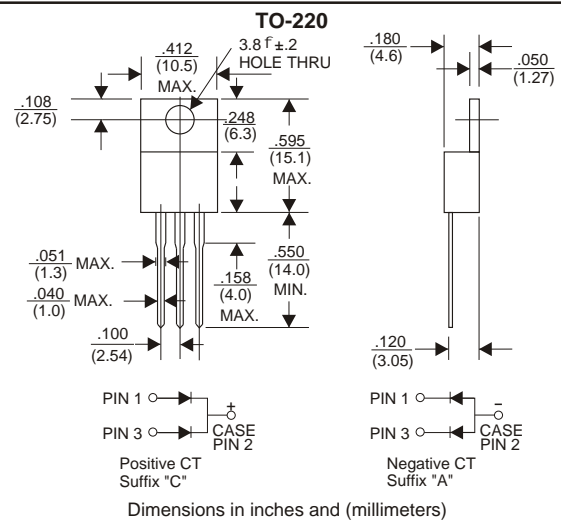 TO-220
.412
(10.5)
MAX.
3.8 f ±.2
HOLE THRU
.180
(4.6)
.050
(1.27)
.108
(2.75)
.248
(6.3)
.595
(15.1)
MAX.
.051
(1.3) MAX.
.040
(1.0) MAX.
.158
(4.0)
MAX.
.550
(14.0)
MIN.
.100
(2.54)
.120
(3.05)
PIN 1
+
PIN 3
CASE
PIN 2
Positive CT
Suffix "C"
PIN 1
–
PIN 3
CASE
PIN 2
Negative CT
Suffix "A"
Dimensions in inches and (millimeters)